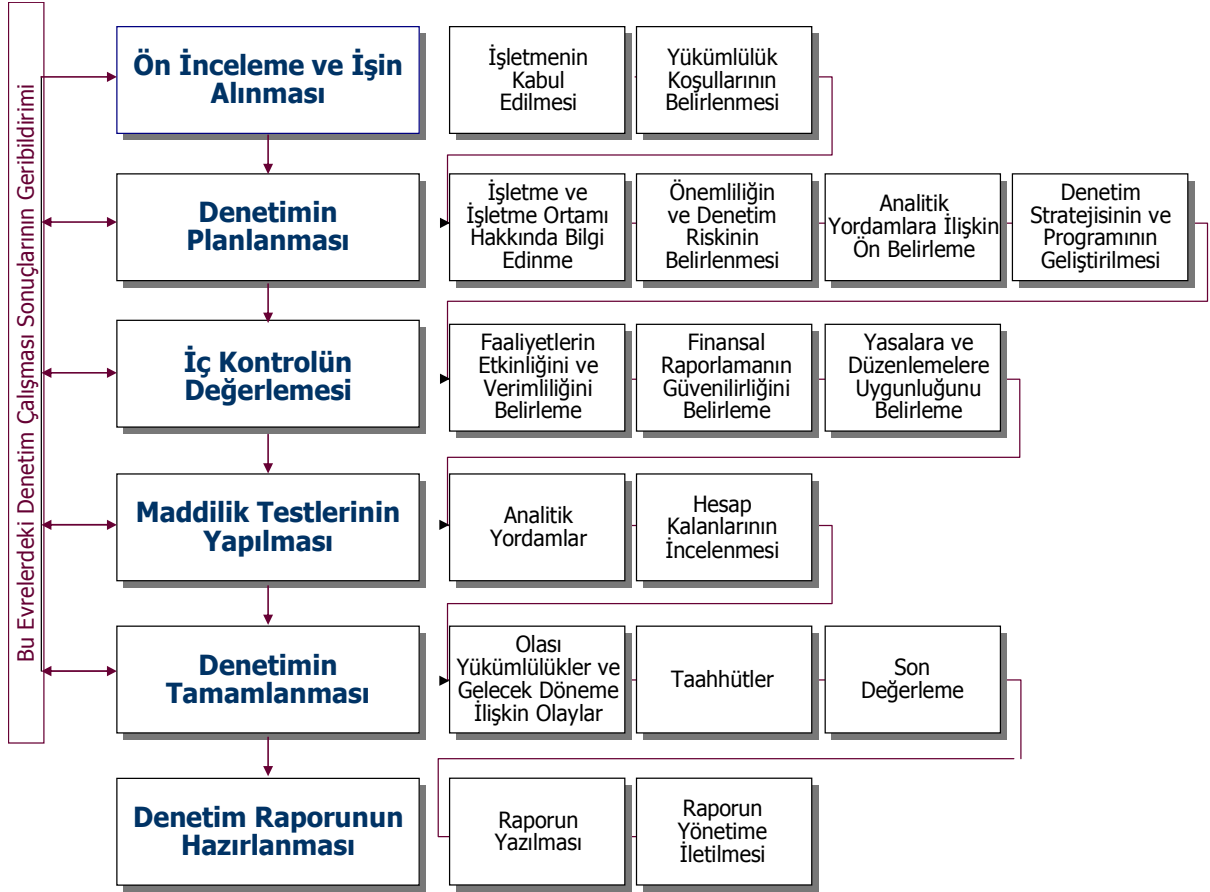 Bu Evrelerdeki Denetim Çalışması Sonuçlarının Geribildirimi
Ön İnceleme ve İşin
Alınması
İşletmenin
Kabul
Edilmesi
Yükümlülük
Koşullarının
Belirlenmesi
Denetimin
Planlanması
İşletme ve
İşletme Ortamı
Hakkında Bilgi
Edinme
Önemliliğin
ve Denetim
Riskinin
Belirlenmesi
Analitik
Yordamlara İlişkin
Ön Belirleme
Denetim
Stratejisinin ve
Programının
Geliştirilmesi
İç Kontrolün
Değerlemesi
Faaliyetlerin
Etkinliğini ve
Verimliliğini
Belirleme
Finansal
Raporlamanın
Güvenilirliğini
Belirleme
Yasalara ve
Düzenlemelere
Uygunluğunu
Belirleme
Maddilik Testlerinin
Yapılması
Analitik
Yordamlar
Hesap
Kalanlarının
İncelenmesi
Denetimin
Tamamlanması
Olası
Yükümlülükler ve
Gelecek Döneme
İlişkin Olaylar
Taahhütler
Son
Değerleme
Denetim Raporunun
Hazırlanması
Raporun
Yazılması
Raporun
Yönetime
İletilmesi